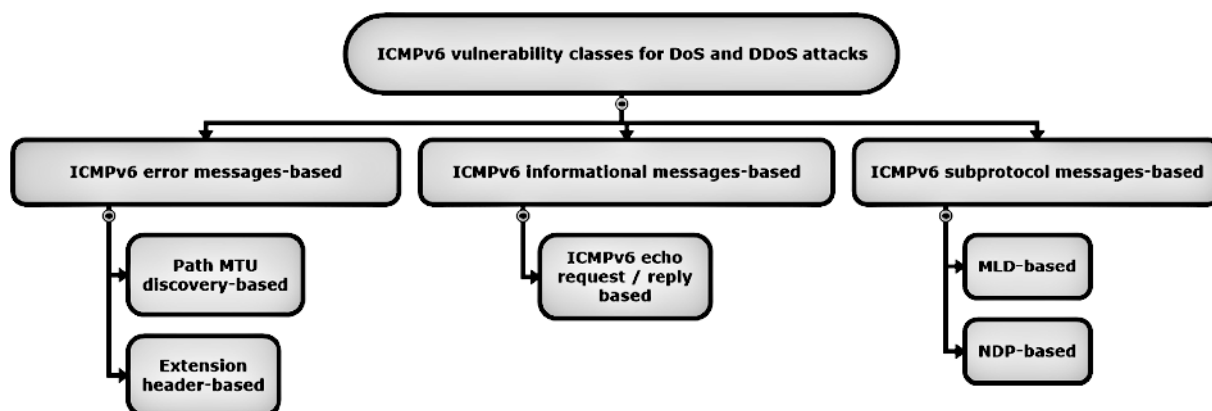 ICMPv6 vulnerability classes for DoS and DDoS attacks
ICMPv6 error messages-based
ICMPv6 informational messages-based
ICMPv6 subprotocol messages-based
Path MTU
discovery-based
Extension
header-based
ICMPv6 echo
request / reply
based
MLD-based
NDP-based